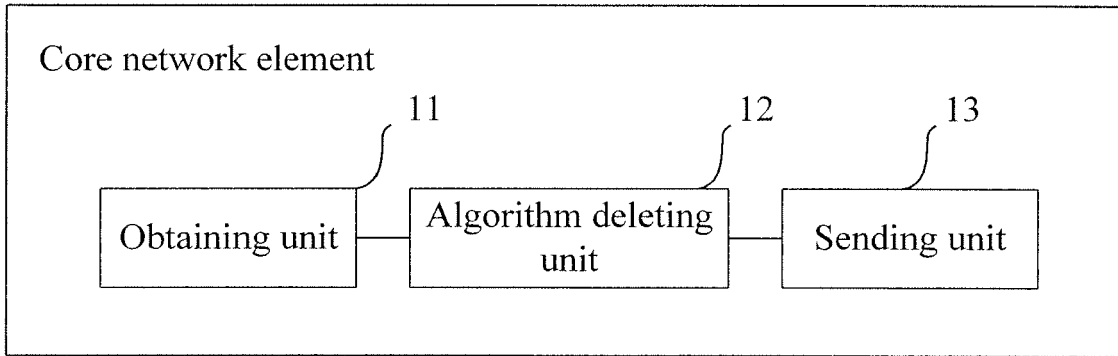 Core network element
11
12
13
Obtaining unit
Algorithm deleting
unit
Sending unit